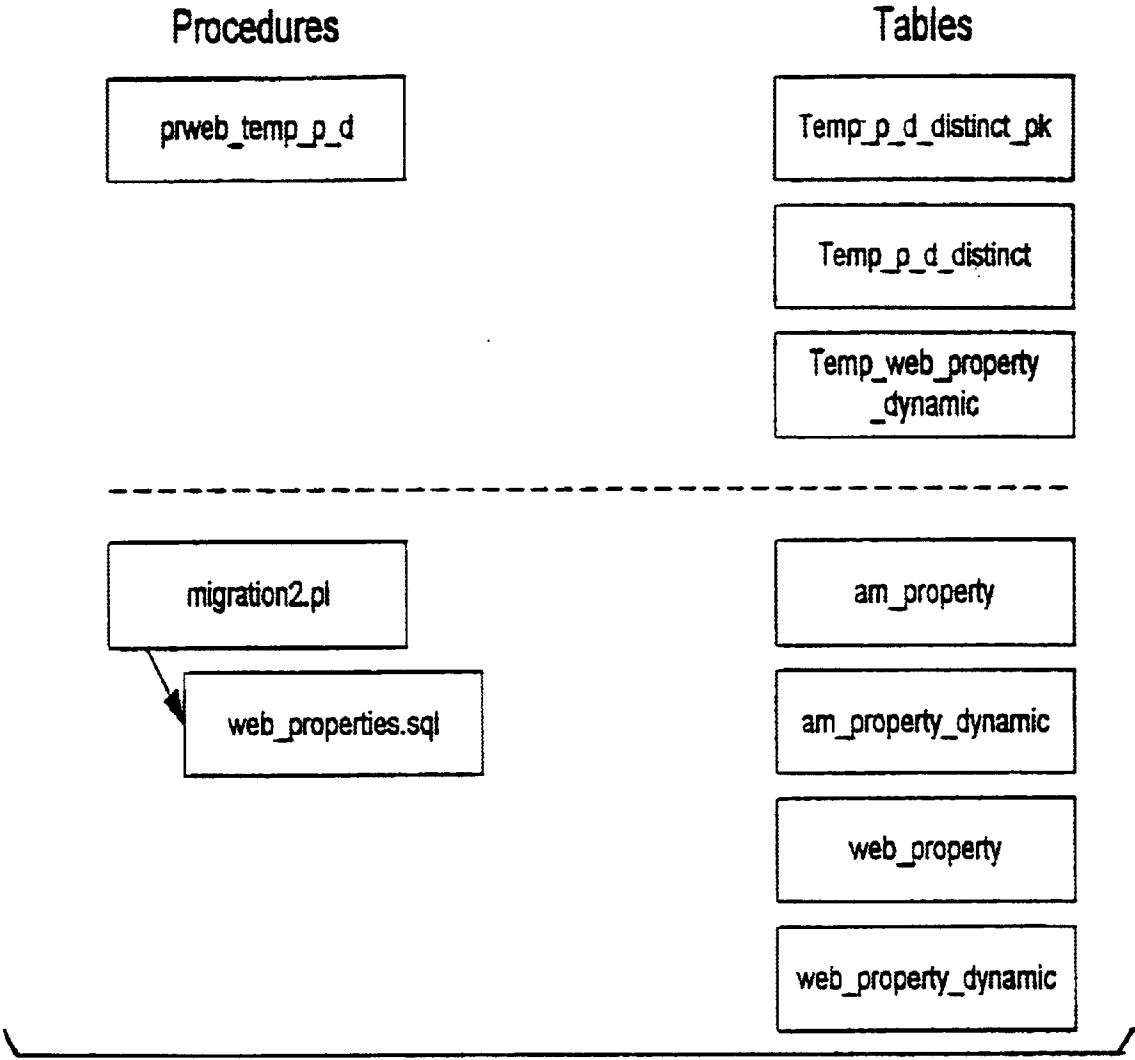 Procedures
Tables
prweb_temp_p_d
Temp_p_d_distinct_pk
Temp_p_d_distinct
Temp_web_property
_dynamic
migration2.pl
am_property
web_properties.sql
am_property_dynamic
web_property
web_property_dynamic